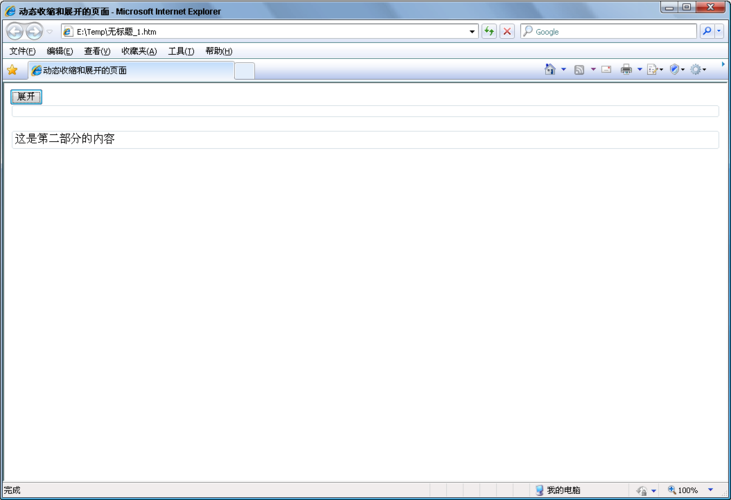 动态收缩和展开的页面 - Microsoft Internet Explorer
E:\Temp\无标题_1.htm
Google
文件(F) 编辑(E) 查看(V) 收藏夹(A) 工具(T) 帮助(H)
动态收缩和展开的页面
展开
这是第二部分的内容
完成
我的电脑
100%